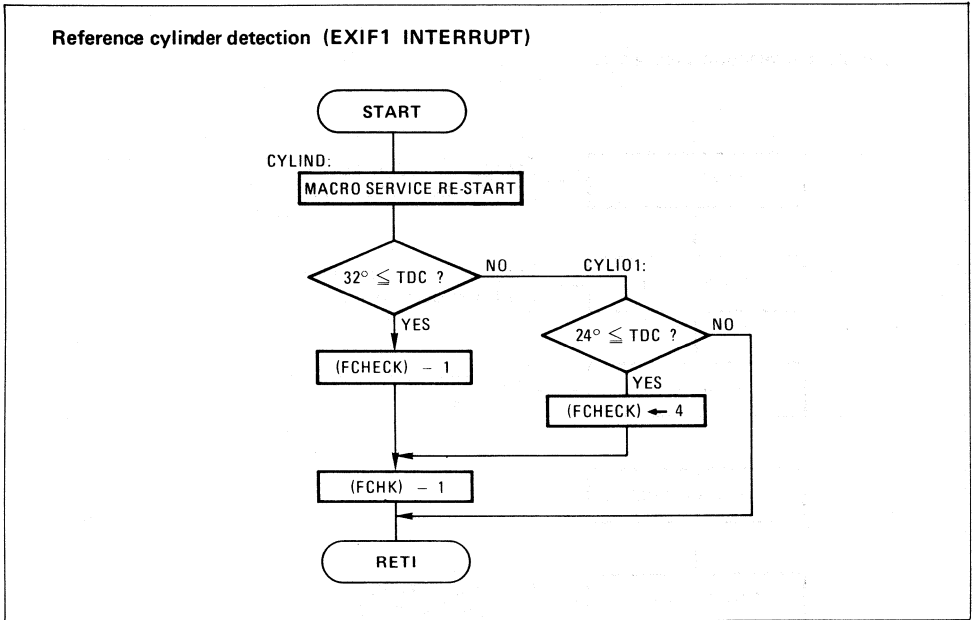 Reference cylinder detection (EXIF1 INTERRUPT)
START
CYLIND:
MACRO SERVICE RE-START
32° ≦ TDC ?
NO
CYLI01:
YES
24° ≦ TDC ?
NO
(FCHECK) – 1
YES
(FCHECK) ← 4
(FCHK) – 1
RETI